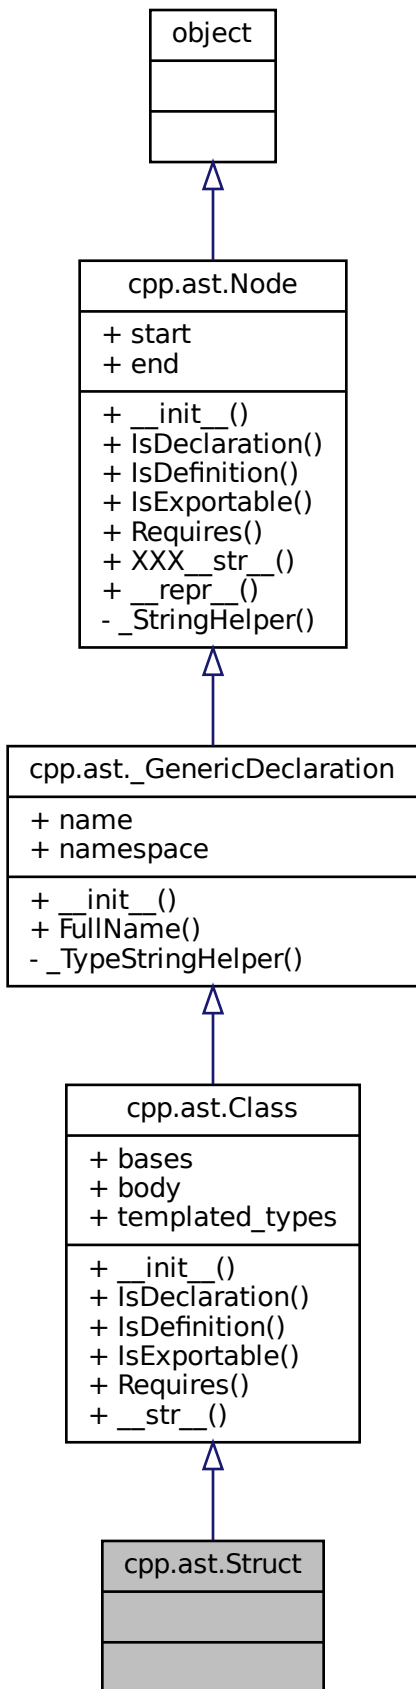 object
cpp.ast.Node
+ start
+ end
+ __init__()
+ IsDeclaration()
+ IsDefinition()
+ IsExportable()
+ Requires()
+ XXX__str__()
+ __repr__()
- _StringHelper()
cpp.ast._GenericDeclaration
+ name
+ namespace
+ __init__()
+ FullName()
- _TypeStringHelper()
cpp.ast.Class
+ bases
+ body
+ templated_types
+ __init__()
+ IsDeclaration()
+ IsDefinition()
+ IsExportable()
+ Requires()
+ __str__()
cpp.ast.Struct